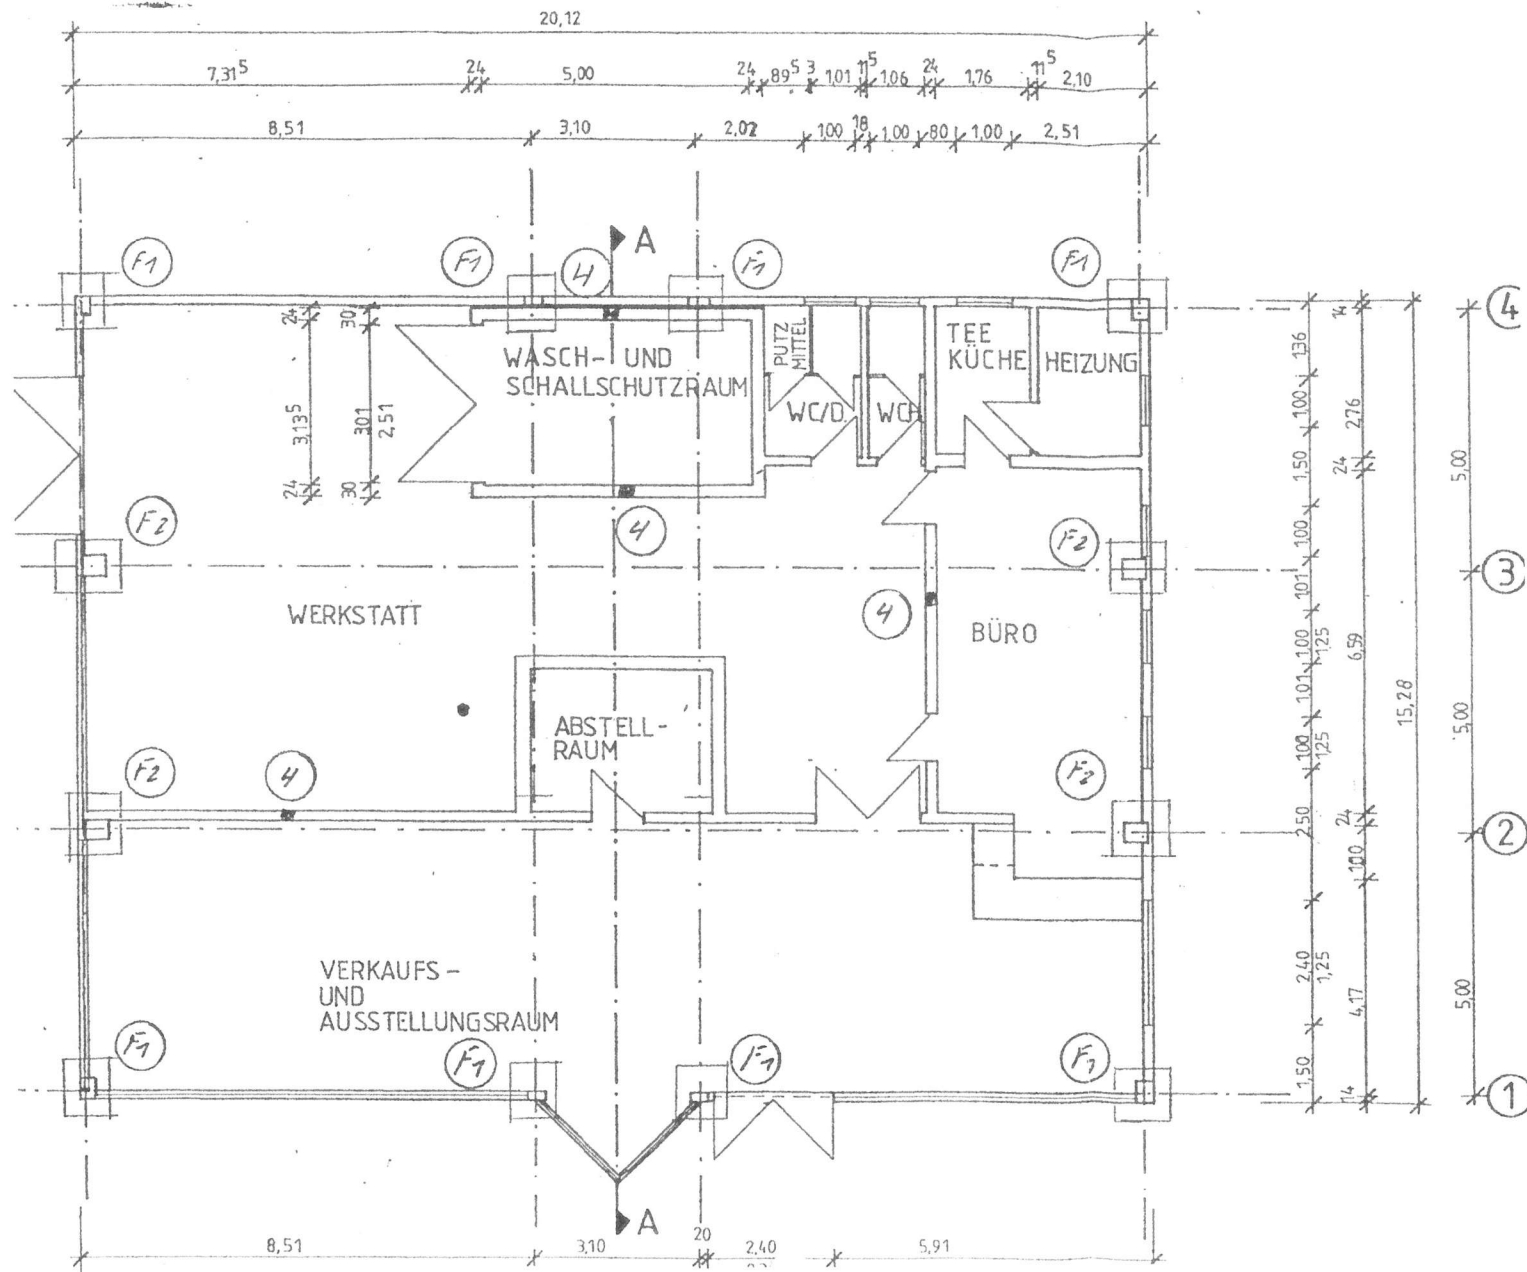 20,12
7,31⁵ 24 5,00 24 89⁵ 3 1,01 11⁵ 1,06 24 1,76 11⁵ 2,10
8,51 3,10 2,02 1,00 18 1,00 80 1,00 2,51
A
F1 F1 4 F1 F1
4
24 30
PUTZ
MITTEL
TEE
KÜCHE
HEIZUNG
14
1,36
WASCH- UND
SCHALLSCHUTZRAUM
WC/D.
WCH
3,13⁵
3,01
2,51
1,00
2,76
24 30
1,50
24
5,00
F2
4
F2
1,00
3
WERKSTATT
4
BÜRO
1,01
1,00
1,25
6,59
1,01
15,28
5,00
ABSTELL-
RAUM
1,00
1,25
F2
4
F2
2,50
24
2
1,00
VERKAUFS-
UND
AUSSTELLUNGSRAUM
2,40
1,25
4,17
5,00
F1 F1 F1 F1
1,50
14
1
A
8,51 3,10 20 2,40 5,91